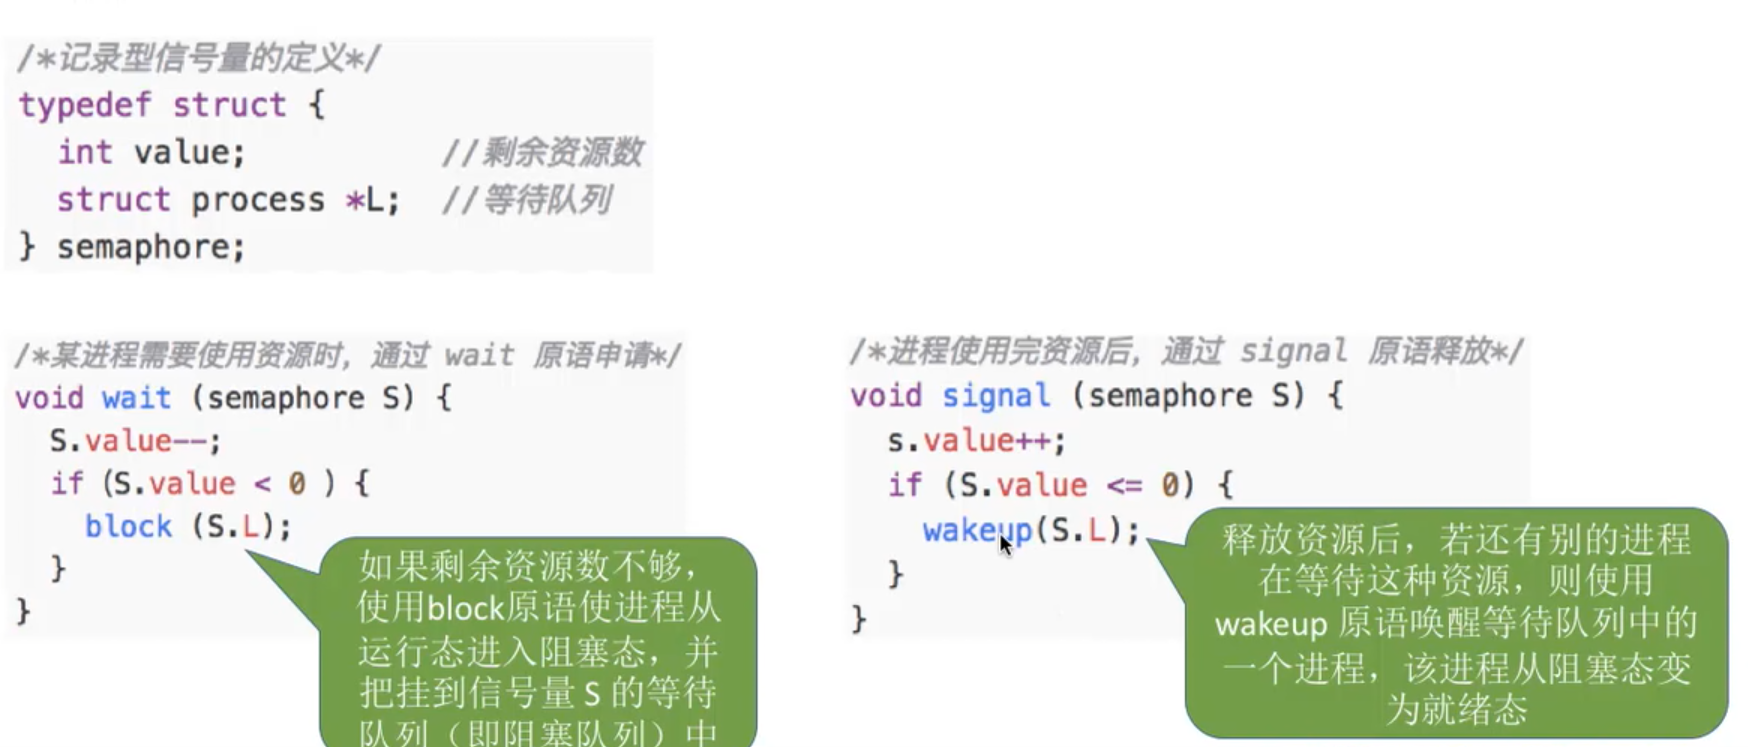 /*记录型信号量的定义*/
typedef struct {
  int value;          //剩余资源数
  struct process *L;  //等待队列
} semaphore;
/*某进程需要使用资源时，通过 wait 原语申请*/
void wait (semaphore S) {
  S.value--;
  if (S.value < 0 ) {
    block (S.L);
  }
}
如果剩余资源数不够，
使用block原语使进程从
运行态进入阻塞态，并
把挂到信号量 S 的等待
队列（即阻塞队列）中
/*进程使用完资源后，通过 signal 原语释放*/
void signal (semaphore S) {
  s.value++;
  if (S.value <= 0) {
    wakeup(S.L);
  }
}
释放资源后，若还有别的进程
在等待这种资源，则使用
wakeup 原语唤醒等待队列中的
一个进程，该进程从阻塞态变
为就绪态